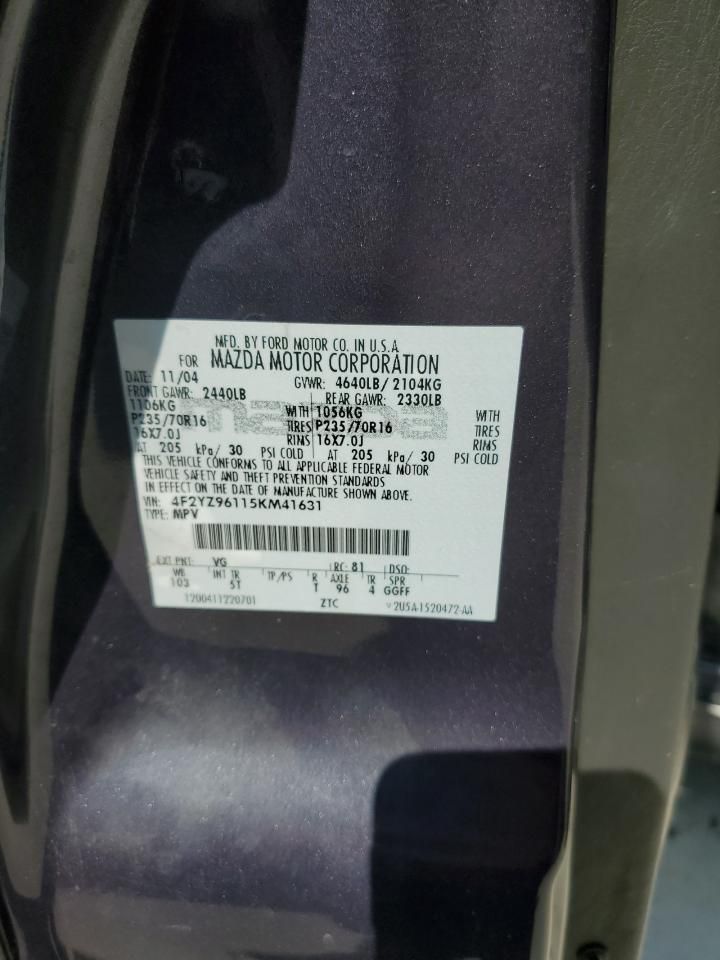 MFD. BY FORD MOTOR CO. IN U.S.A
FOR MAZDA MOTOR CORPORATION
DATE: 11/04 GVWR: 4640LB/ 2104KG
FRONT GAWR: 2440LB REAR GAWR: 2330LB
1106KG WITH 1056KG WITH
P235/70R16 TIRES P235/70R16 TIRES
16X7.0J RIMS 16X7.0J RIMS
AT 205 kPa/ 30 PSI COLD AT 205 kPa/ 30 PSI COLD
THIS VEHICLE CONFORMS TO ALL APPLICABLE FEDERAL MOTOR
VEHICLE SAFETY AND THEFT PREVENTION STANDARDS
IN EFFECT ON THE DATE OF MANUFACTURE SHOWN ABOVE.
VIN: 4F2YZ96115KM41631
TYPE: MPV
EXT PNT: VG RC: 81 DSO:
WB INT TR TP/PS R AXLE TR SPR
103 5T T 96 4 GGFF
1200411220701 ZTC V 2U5A-1520472-AA
mazda